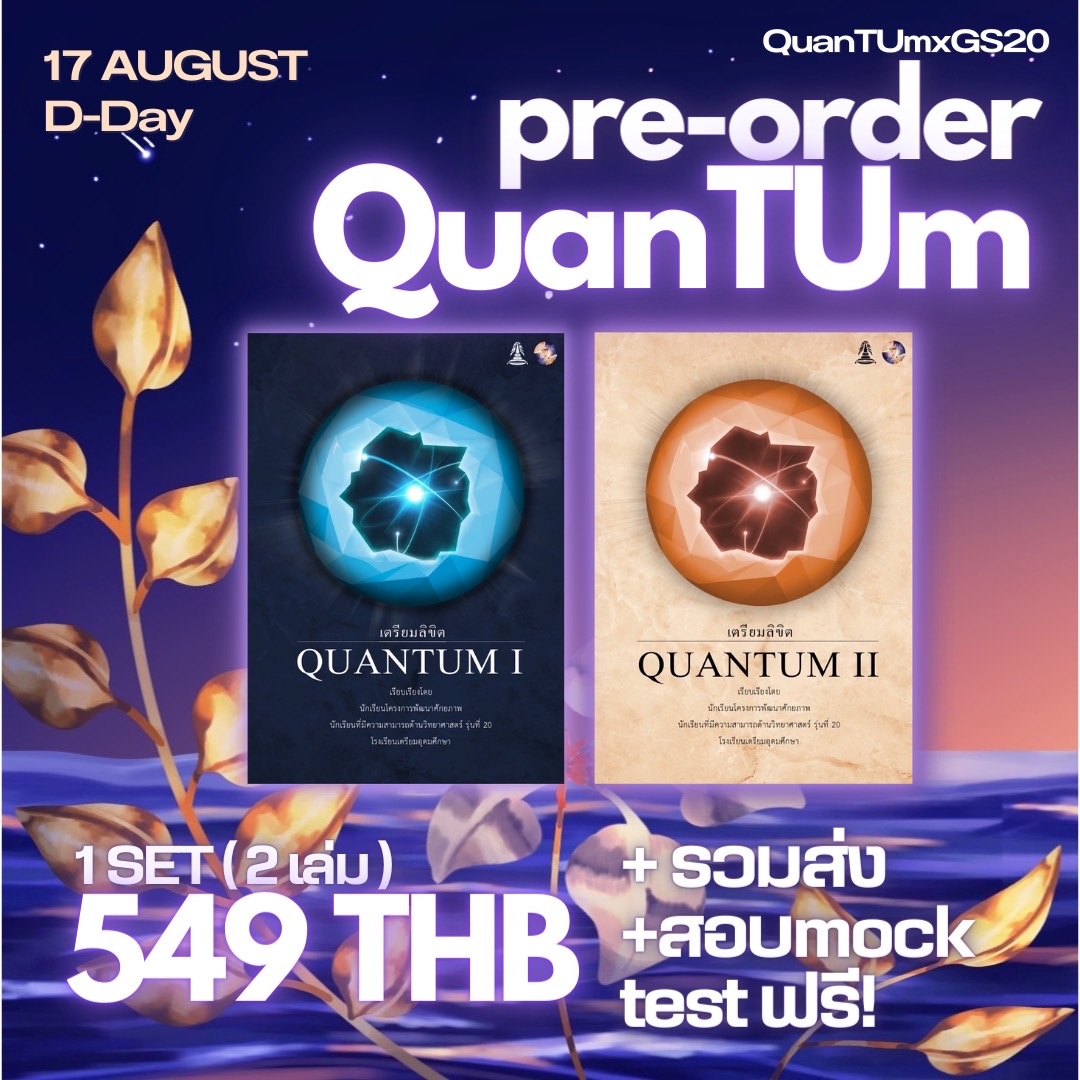 17 AUGUST
D-Day
QuanTUmxGS20
pre-order
QuanTUm
เตรียมลิขิต
QUANTUM I
เรียบเรียงโดย
นักเรียนโครงการพัฒนาศักยภาพ
นักเรียนที่มีความสามารถด้านวิทยาศาสตร์ รุ่นที่ 20
โรงเรียนเตรียมอุดมศึกษา
เตรียมลิขิต
QUANTUM II
เรียบเรียงโดย
นักเรียนโครงการพัฒนาศักยภาพ
นักเรียนที่มีความสามารถด้านวิทยาศาสตร์ รุ่นที่ 20
โรงเรียนเตรียมอุดมศึกษา
1 SET ( 2 เล่ม )
549 THB
+ รวมส่ง
+สอบmock
test ฟรี!